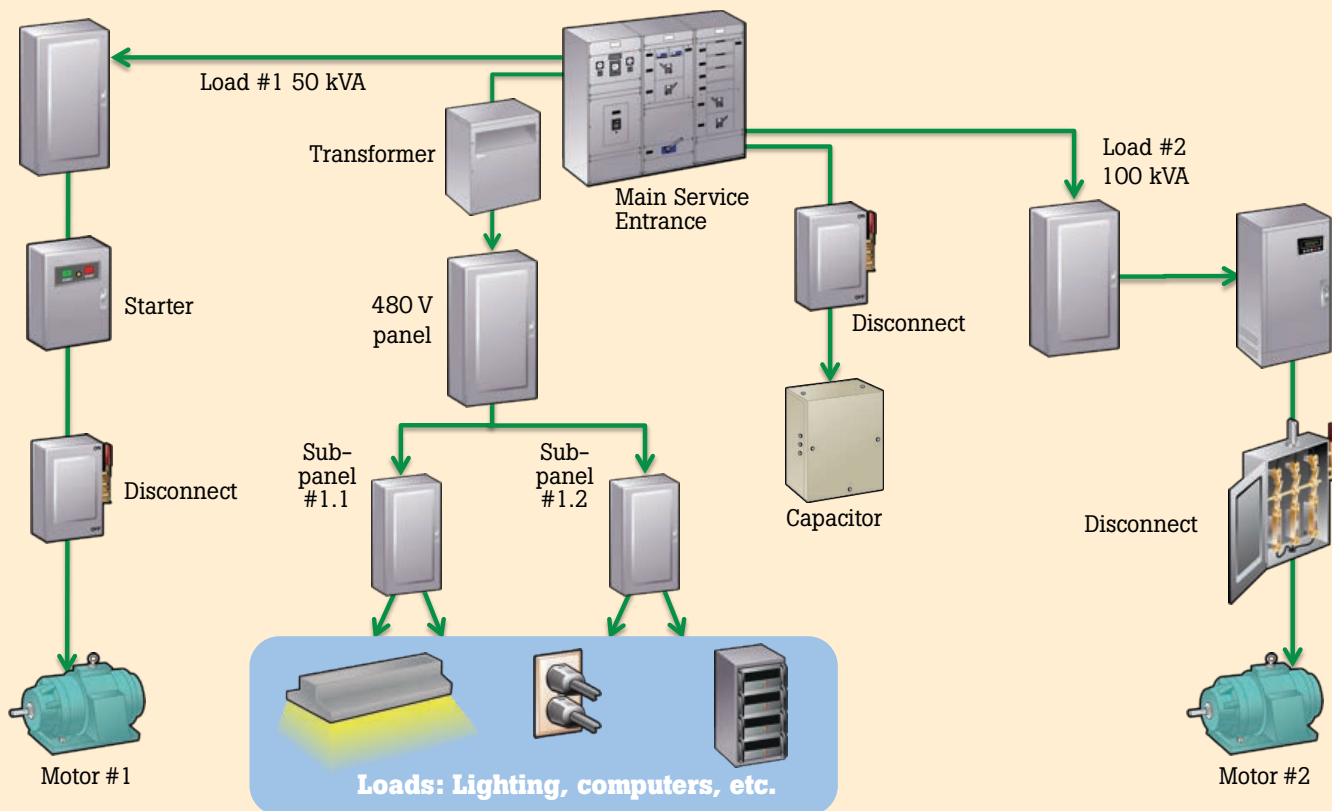 Load #1 50 kVA
Transformer
Main Service
Entrance
Load #2
100 kVA
Starter
480 V
panel
Disconnect
Disconnect
Sub-
panel
#1.1
Sub-
panel
#1.2
Capacitor
Disconnect
Motor #1
Loads: Lighting, computers, etc.
Motor #2